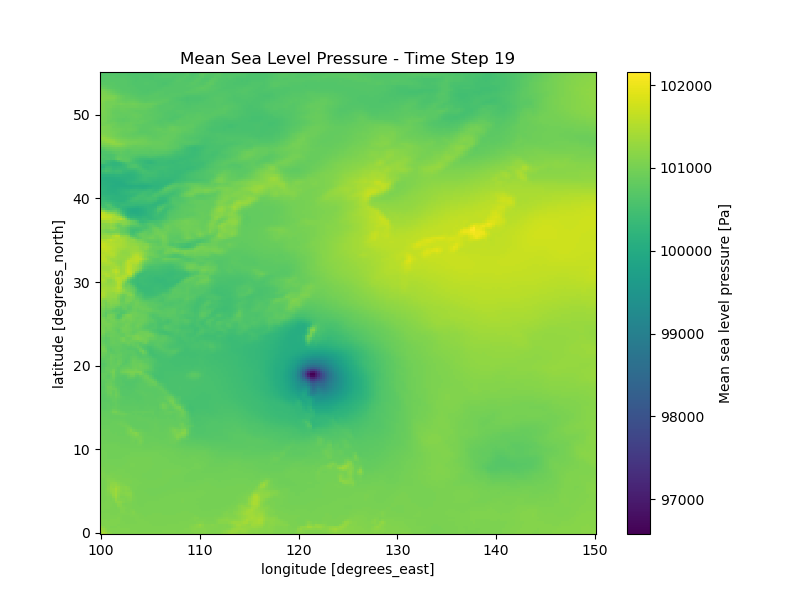 Mean Sea Level Pressure - Time Step 19
50
40
30
20
10
0
latitude [degrees_north]
100 110 120 130 140 150
longitude [degrees_east]
102000
101000
100000
99000
98000
97000
Mean sea level pressure [Pa]